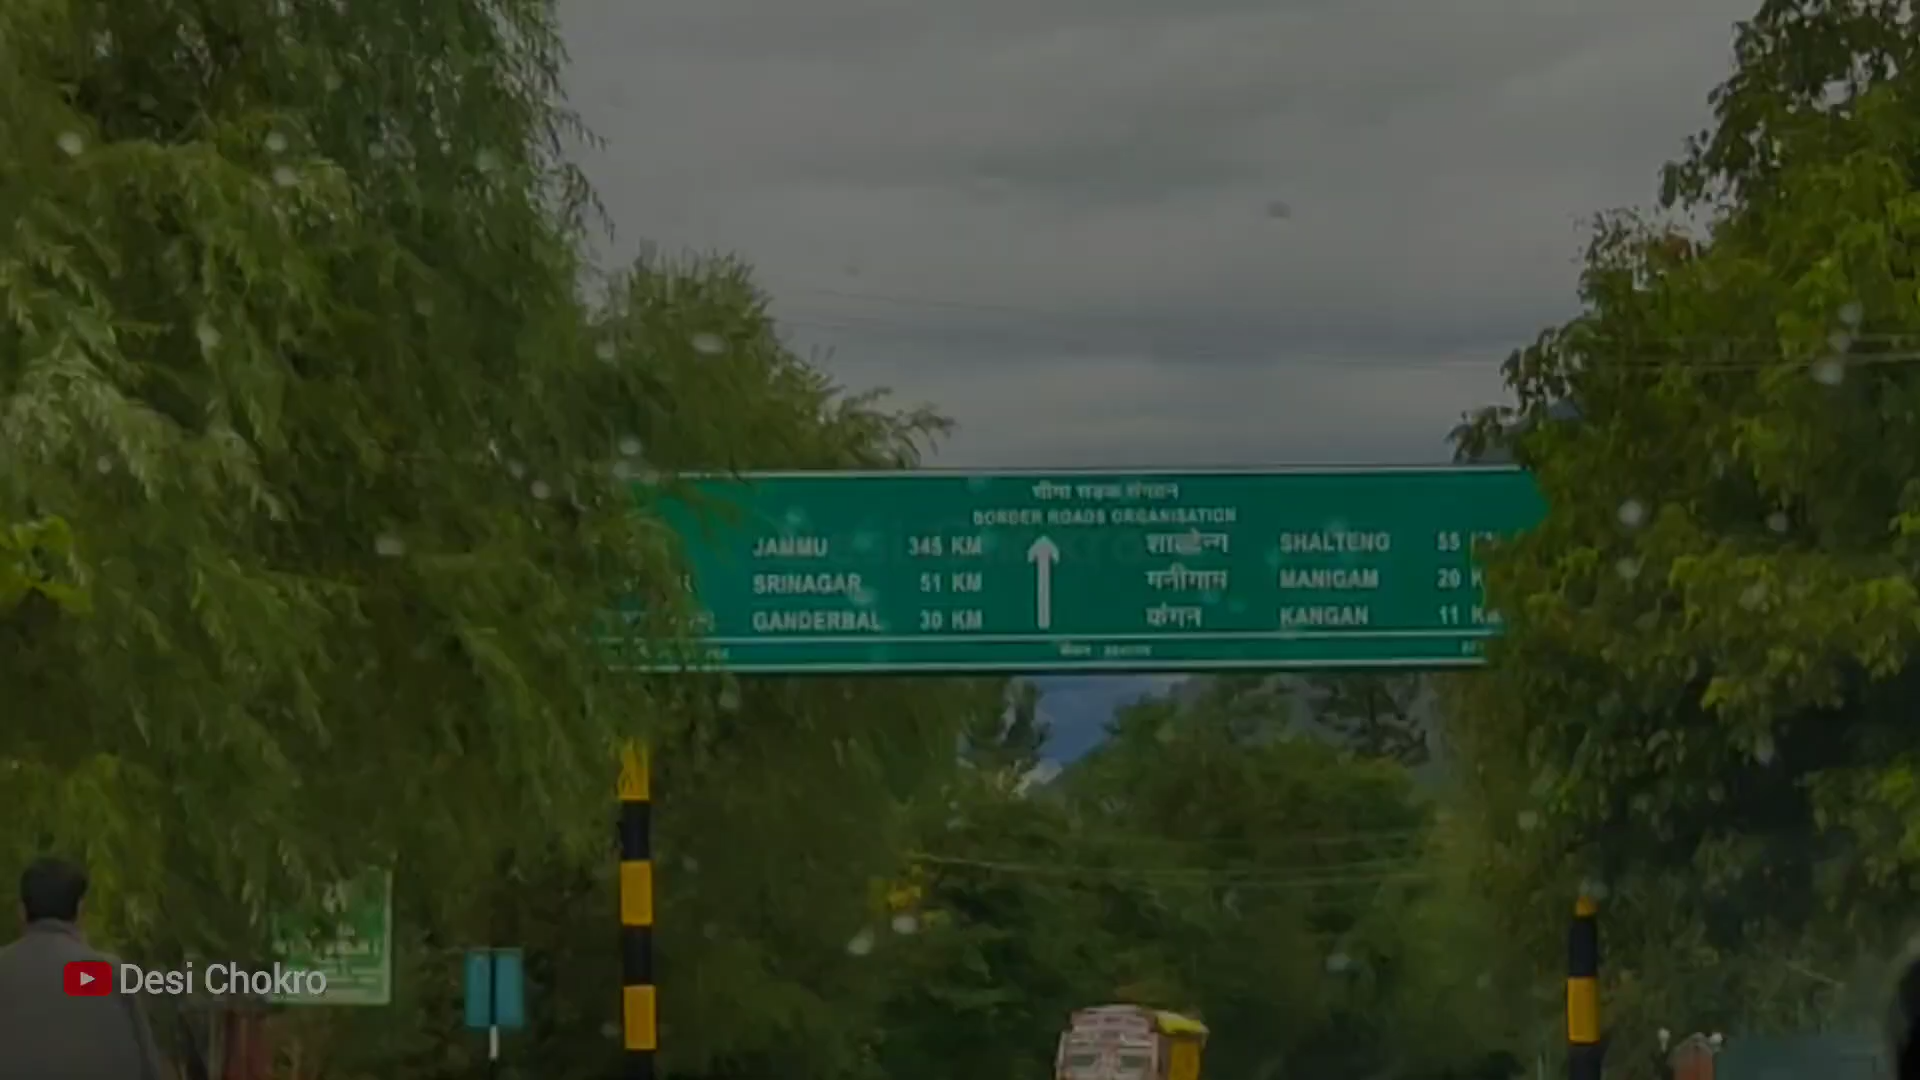 सीमा सड़क संगठन
BORDER ROADS ORGANISATION
JAMMU 345 KM
SRINAGAR 51 KM
GANDERBAL 30 KM
SHALTENG 55
मनीगाम MANIGAM 20
कंगन KANGAN 11
Desi Chokro